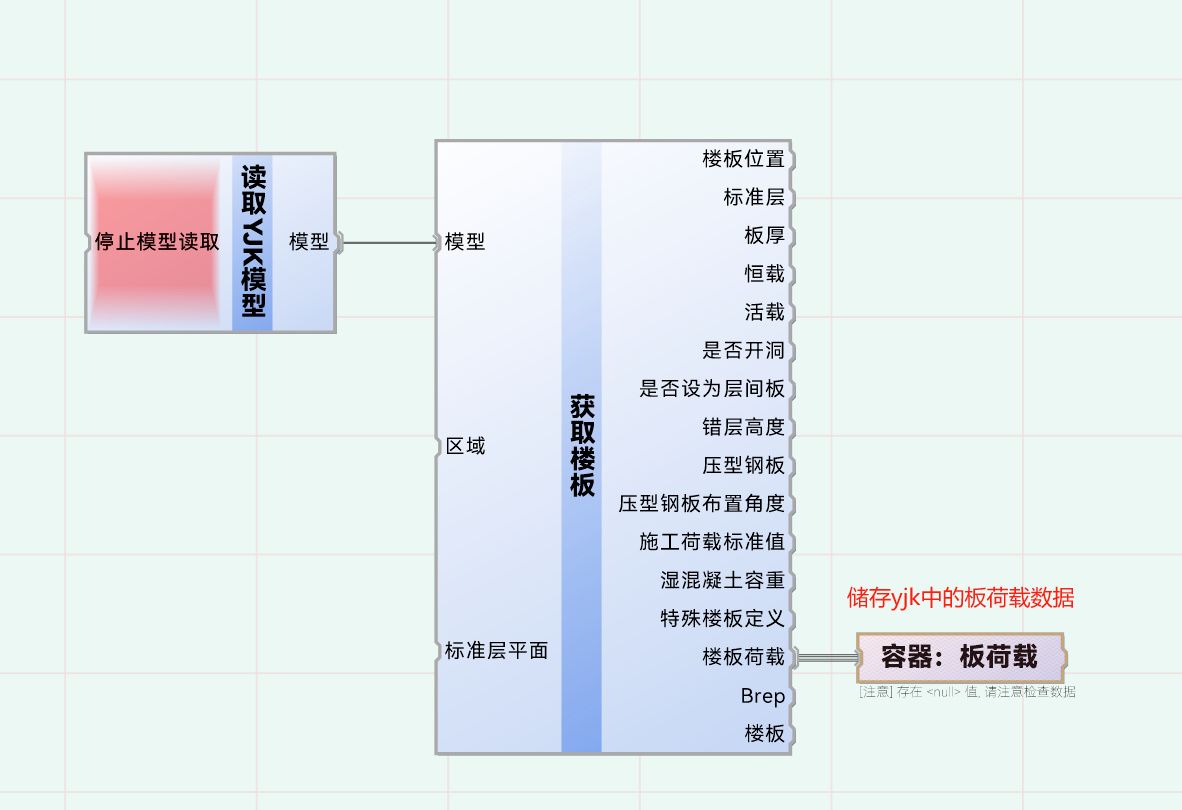 停止模型读取
读取YJK模型
模型
模型
区域
标准层平面
获取楼板
楼板位置
标准层
板厚
恒载
活载
是否开洞
是否设为层间板
错层高度
压型钢板
压型钢板布置角度
施工荷载标准值
湿混凝土容重
特殊楼板定义
楼板荷载
Brep
楼板
储存yjk中的板荷载数据
容器：板荷载
[注意] 存在 <null> 值, 请注意检查数据